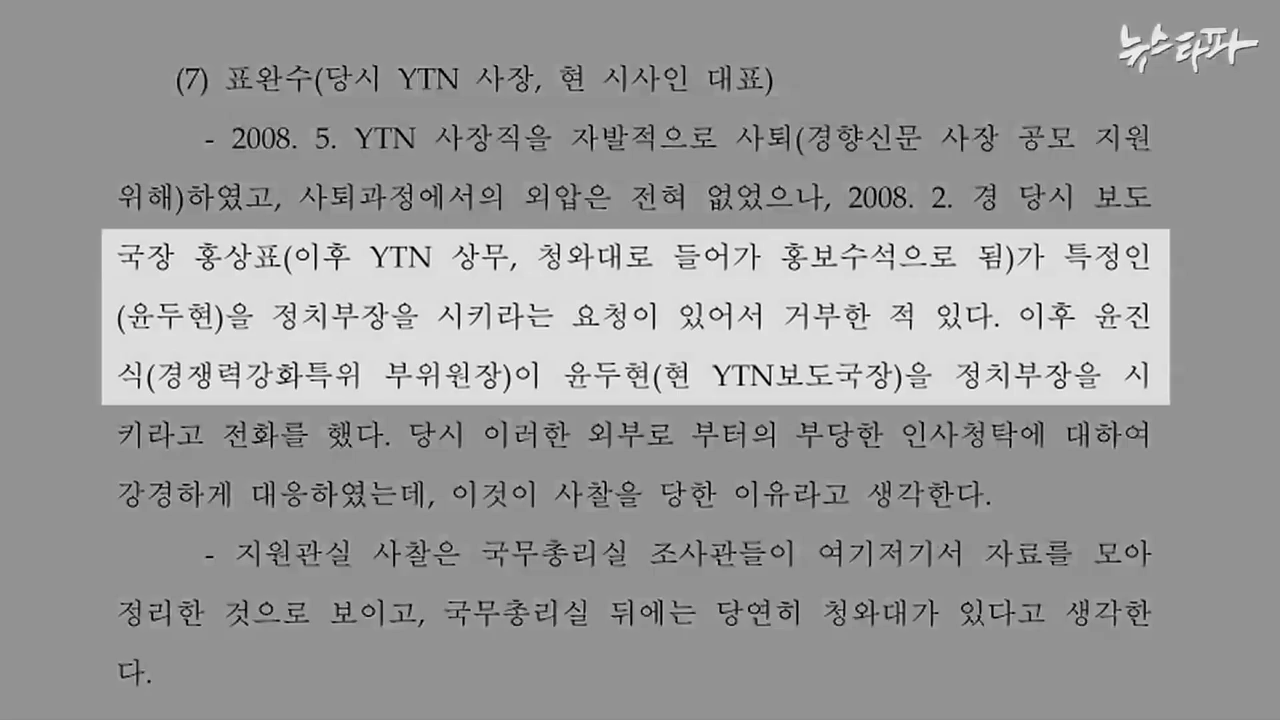 뉴스타파
(7) 표완수(당시 YTN 사장, 현 시사인 대표)
- 2008. 5. YTN 사장직을 자발적으로 사퇴(경향신문 사장 공모 지원
위해)하였고, 사퇴과정에서의 외압은 전혀 없었으나, 2008. 2. 경 당시 보도
국장 홍상표(이후 YTN 상무, 청와대로 들어가 홍보수석으로 됨)가 특정인
(윤두현)을 정치부장을 시키라는 요청이 있어서 거부한 적 있다. 이후 윤진
식(경쟁력강화특위 부위원장)이 윤두현(현 YTN보도국장)을 정치부장을 시
키라고 전화를 했다. 당시 이러한 외부로 부터의 부당한 인사청탁에 대하여
강경하게 대응하였는데, 이것이 사찰을 당한 이유라고 생각한다.
- 지원관실 사찰은 국무총리실 조사관들이 여기저기서 자료를 모아
정리한 것으로 보이고, 국무총리실 뒤에는 당연히 청와대가 있다고 생각한
다.